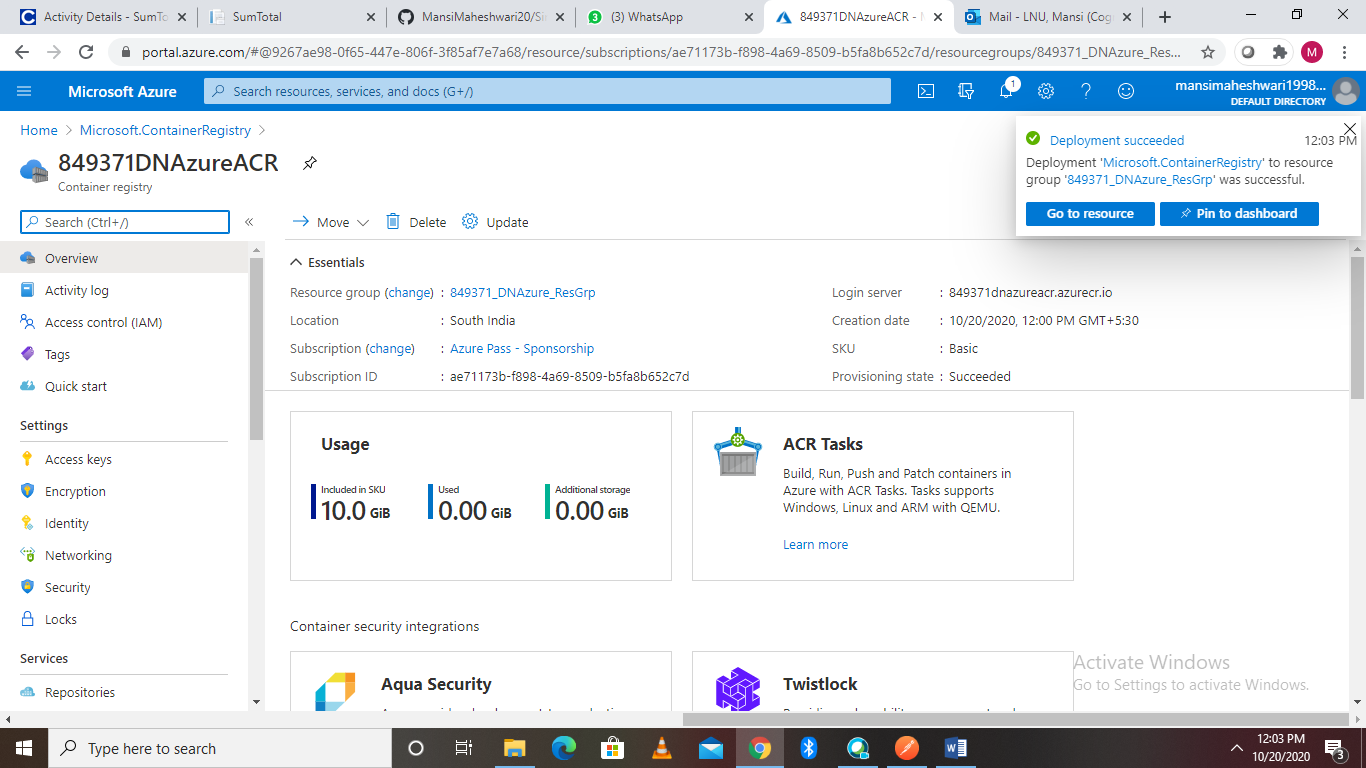 Activity Details - SumTo
SumTotal
MansiMaheshwari20/Sir
(3) WhatsApp
849371DNAzureACR -
Mail - LNU, Mansi (Cog
portal.azure.com/#@9267ae98-0f65-447e-806f-3f85af7e7a68/resource/subscriptions/ae71173b-f898-4a69-8509-b5fa8b652c7d/resourcegroups/849371_DNAzure_Res...
M
Microsoft Azure
Search resources, services, and docs (G+/)
1
mansimaheshwari1998...
DEFAULT DIRECTORY
Home > Microsoft.ContainerRegistry >
849371DNAzureACR
Container registry
Deployment succeeded
12:03 PM
Deployment 'Microsoft.ContainerRegistry' to resource
group '849371_DNAzure_ResGrp' was successful.
Go to resource
Pin to dashboard
Search (Ctrl+/)
«
Move
Delete
Update
Overview
Activity log
Access control (IAM)
Tags
Quick start
Settings
Access keys
Encryption
Identity
Networking
Security
Locks
Services
Repositories
Essentials
Resource group (change) : 849371_DNAzure_ResGrp
Location : South India
Subscription (change) : Azure Pass - Sponsorship
Subscription ID : ae71173b-f898-4a69-8509-b5fa8b652c7d
Login server : 849371dnazureacr.azurecr.io
Creation date : 10/20/2020, 12:00 PM GMT+5:30
SKU : Basic
Provisioning state : Succeeded
Usage
Included in SKU
10.0 GiB
Used
0.00 GiB
Additional storage
0.00 GiB
ACR Tasks
Build, Run, Push and Patch containers in
Azure with ACR Tasks. Tasks supports
Windows, Linux and ARM with QEMU.
Learn more
Container security integrations
Aqua Security
Twistlock
Activate Windows
Go to Settings to activate Windows.
Type here to search
12:03 PM
10/20/2020
3